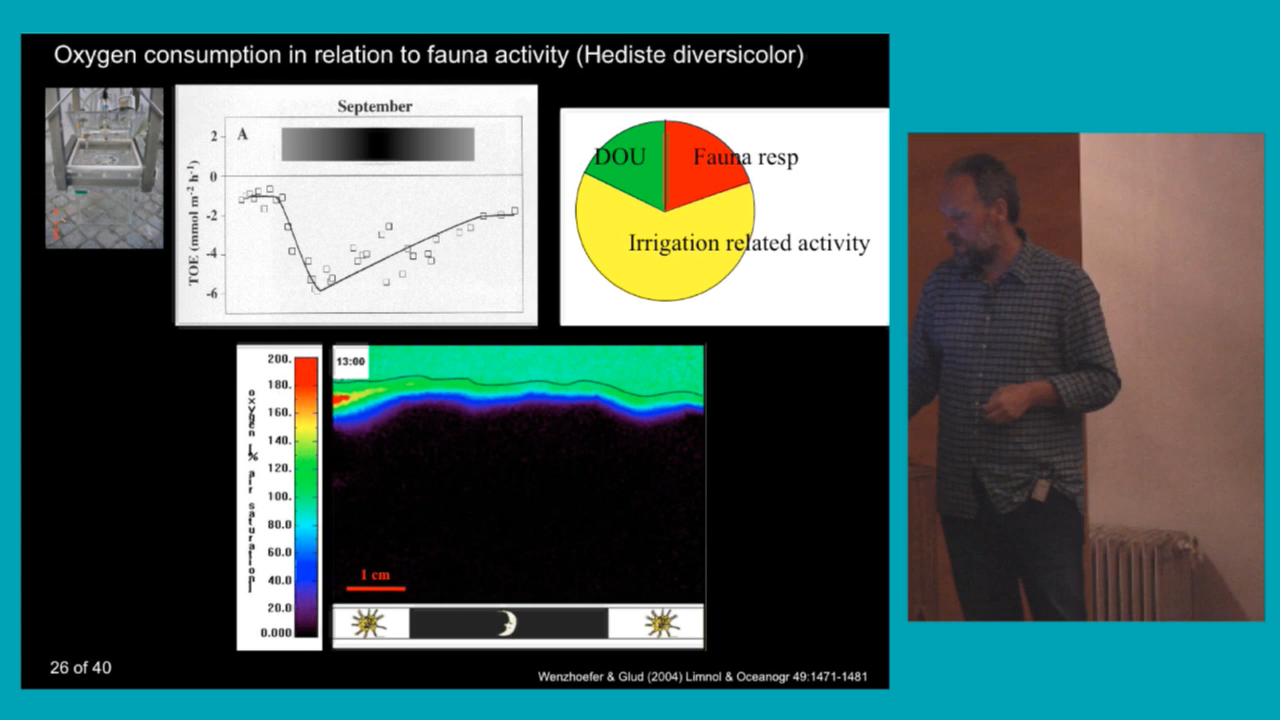 Oxygen consumption in relation to fauna activity (Hediste diversicolor)
September
A
2
0
-2
-4
-6
TOE (mmol m-2 h-1)
DOU
Fauna resp
Irrigation related activity
oxygen [% air saturation]
200.
180.
160.
140.
120.
100.
80.0
60.0
40.0
20.0
0.000
13:00
1 cm
26 of 40
Wenzhoefer & Glud (2004) Limnol & Oceanogr 49:1471-1481